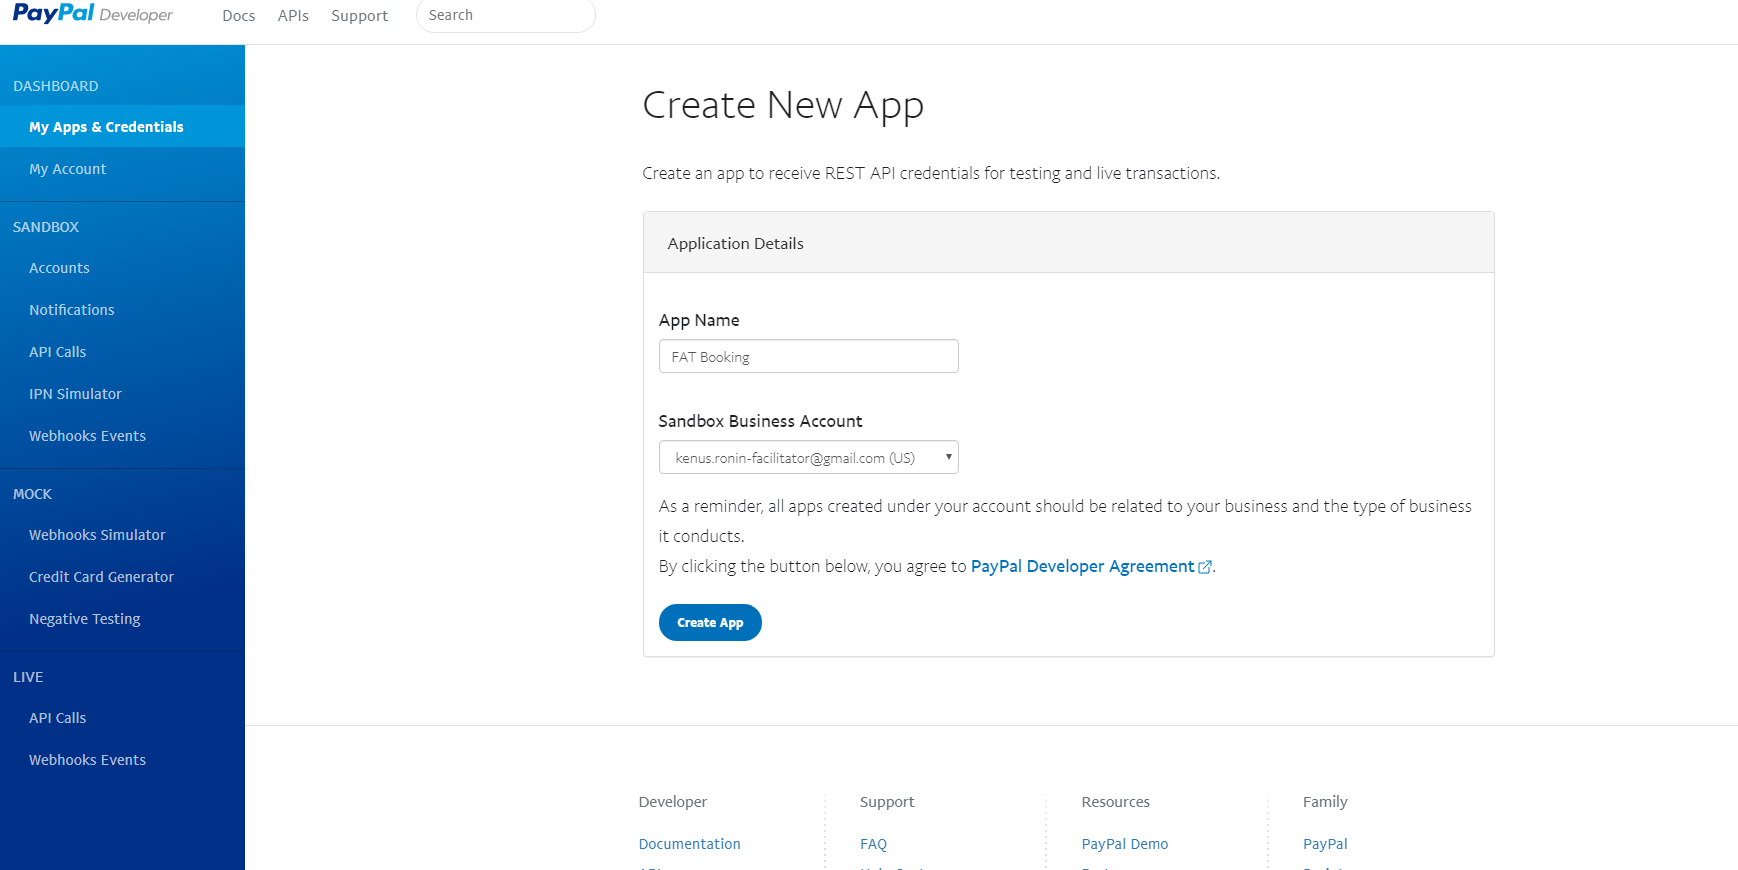 PayPal Developer
Docs APIs Support Search
DASHBOARD
My Apps & Credentials
My Account
SANDBOX
Accounts
Notifications
API Calls
IPN Simulator
Webhooks Events
MOCK
Webhooks Simulator
Credit Card Generator
Negative Testing
LIVE
API Calls
Webhooks Events
Create New App
Create an app to receive REST API credentials for testing and live transactions.
Application Details
App Name
FAT Booking
Sandbox Business Account
kenus.ronin-facilitator@gmail.com (US)
As a reminder, all apps created under your account should be related to your business and the type of business
it conducts.
By clicking the button below, you agree to PayPal Developer Agreement.
Create App
Developer Support Resources Family
Documentation FAQ PayPal Demo PayPal